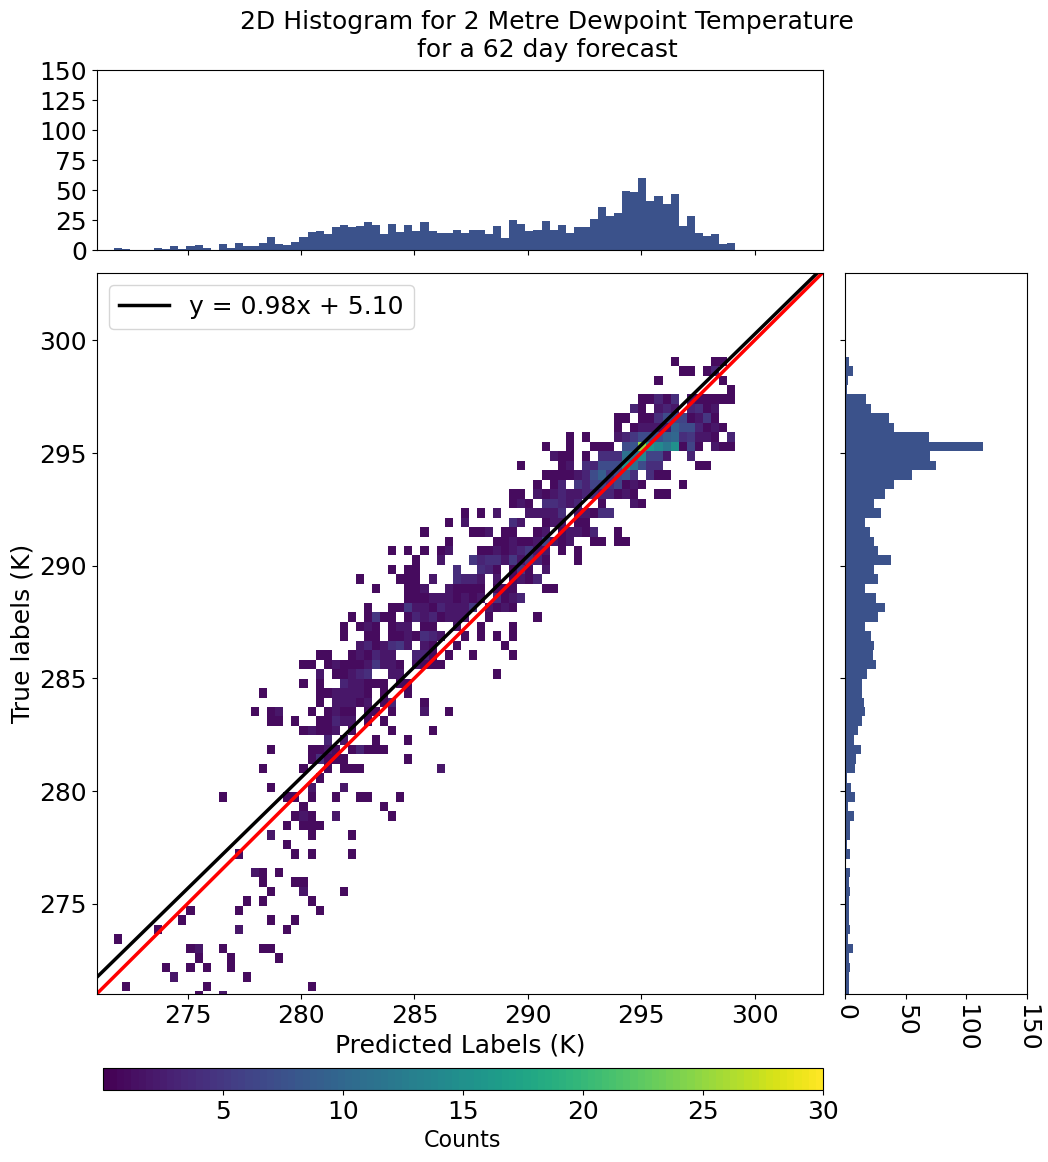 2D Histogram for 2 Metre Dewpoint Temperature
for a 62 day forecast
150
125
100
75
50
25
0
y = 0.98x + 5.10
300
295
290
285
280
275
True labels (K)
275 280 285 290 295 300
Predicted Labels (K)
0 50 100 150
5 10 15 20 25 30
Counts